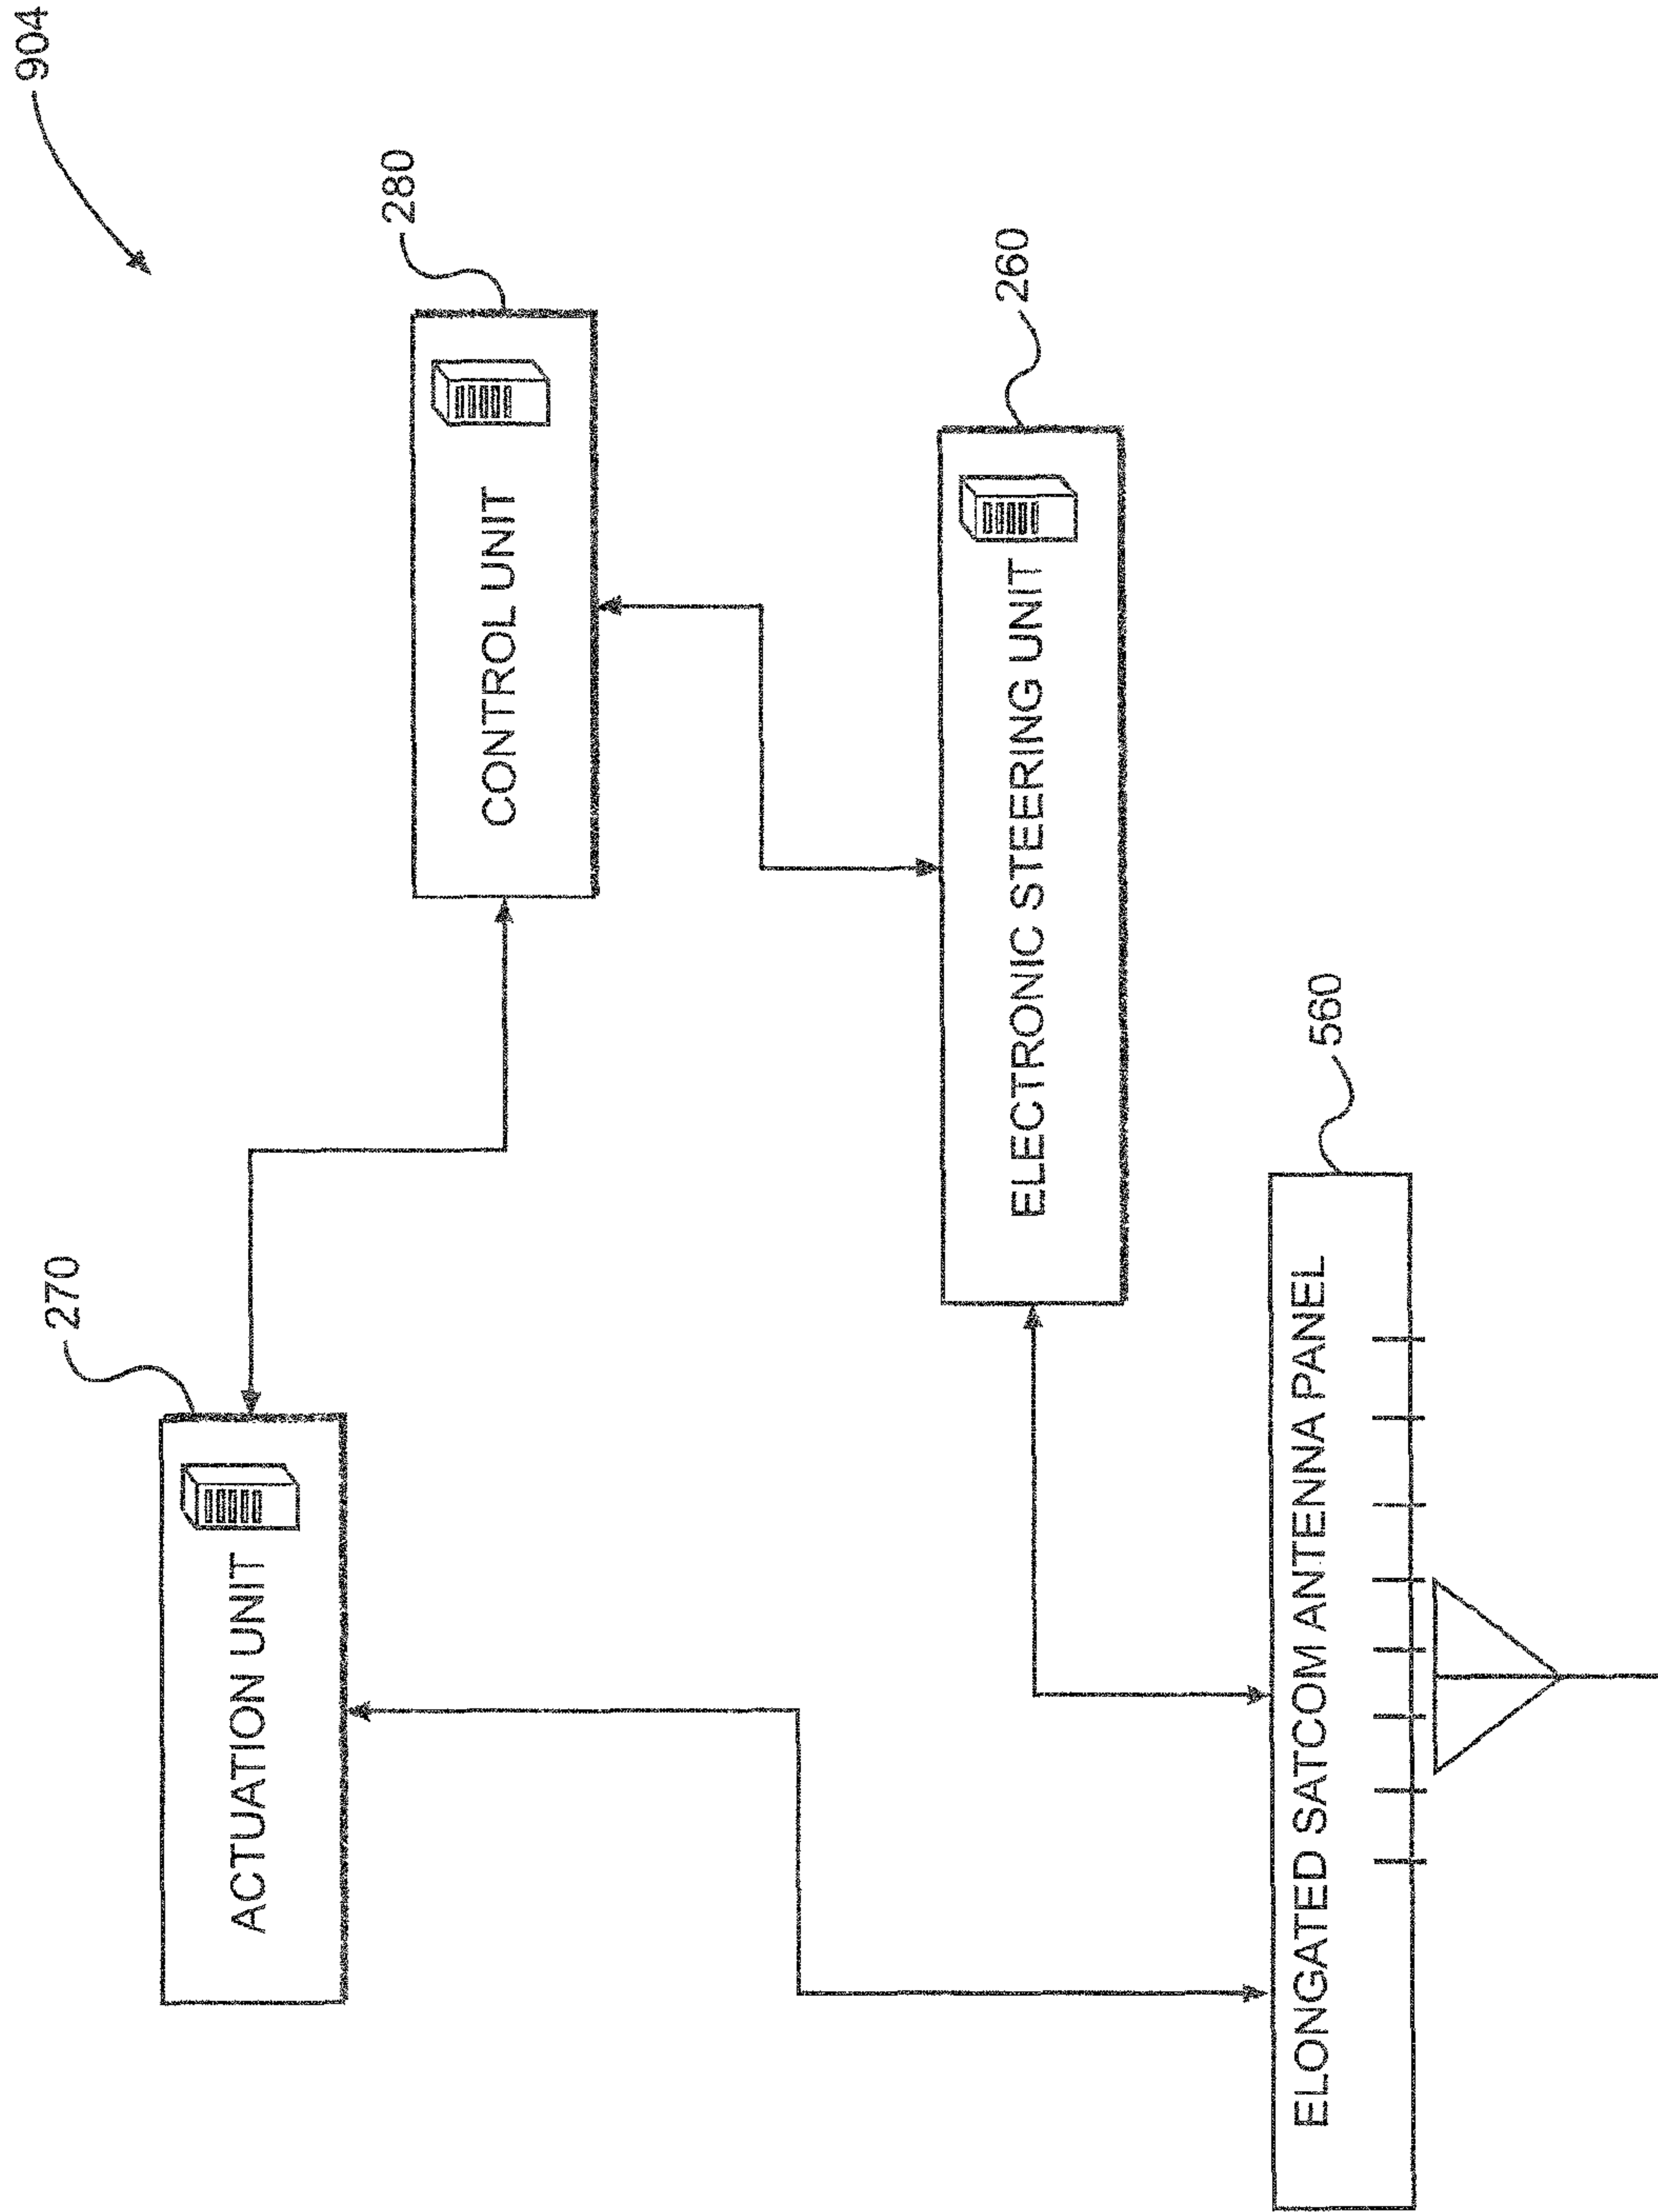 904
270
ACTUATION UNIT
280
CONTROL UNIT
260
ELECTRONIC STEERING UNIT
560
ELONGATED SATCOM ANTENNA PANEL